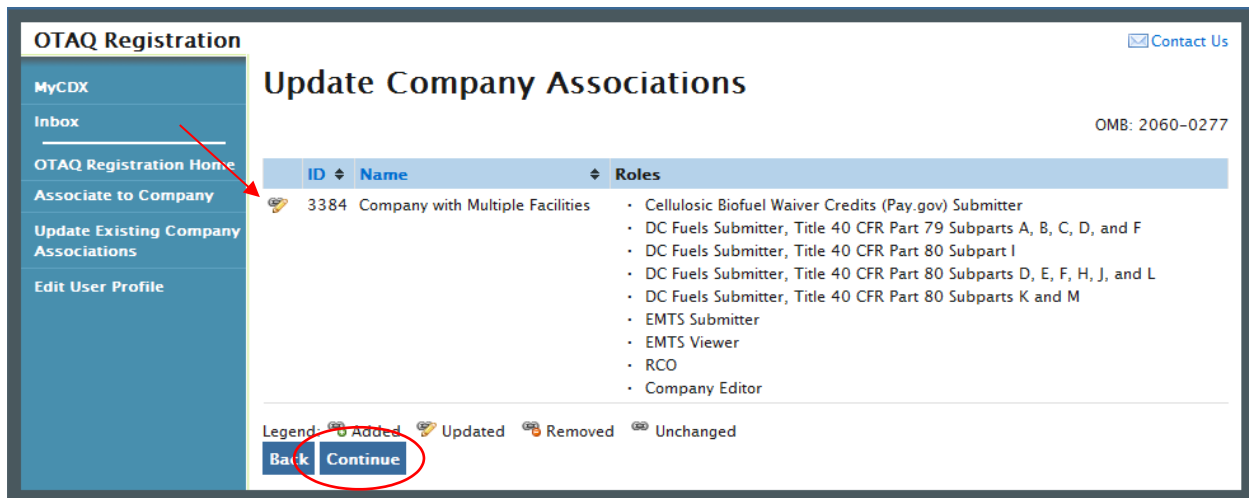 OTAQ Registration
Contact Us
MyCDX
Inbox
OTAQ Registration Home
Associate to Company
Update Existing Company
Associations
Edit User Profile
Update Company Associations
OMB: 2060-0277
ID Name Roles
3384 Company with Multiple Facilities
· Cellulosic Biofuel Waiver Credits (Pay.gov) Submitter
· DC Fuels Submitter, Title 40 CFR Part 79 Subparts A, B, C, D, and F
· DC Fuels Submitter, Title 40 CFR Part 80 Subpart I
· DC Fuels Submitter, Title 40 CFR Part 80 Subparts D, E, F, H, J, and L
· DC Fuels Submitter, Title 40 CFR Part 80 Subparts K and M
· EMTS Submitter
· EMTS Viewer
· RCO
· Company Editor
Legend: Added Updated Removed Unchanged
Back Continue